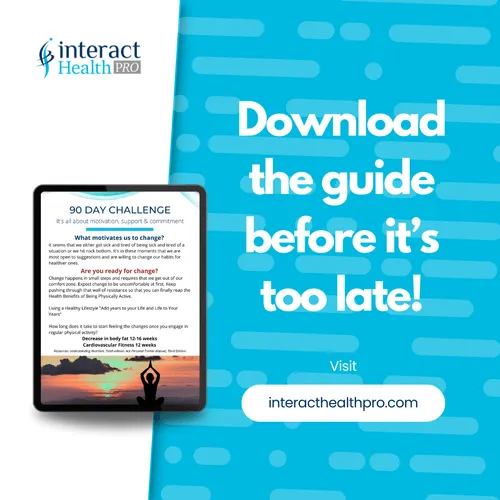 interact
Health PRO
Download
the guide
before it's
too late!
Visit
interacthealthpro.com
90 DAY CHALLENGE
It's all about motivation, support & commitment
What motivates us to change?
It seems that we either got sick and tired of being sick and tired of a
situation or we hit rock bottom. It's in these moments that we are
most open to suggestions and are willing to change our habits for
healthier ones.
Are you ready for change?
Change happens in small steps and requires that we get out of our
comfort zone. Expect change to be uncomfortable at first. Keep
pushing through that wall of resistance so that you can finally reap the
Health Benefits of Being Physically Active.
Living a Healthy Lifestyle "Add years to your Life and Life to Your
Years"
How long does it take to start feeling the changes once you engage in
regular physical activity?
Decrease in body fat 12-16 weeks
Cardiovascular Fitness 12 weeks